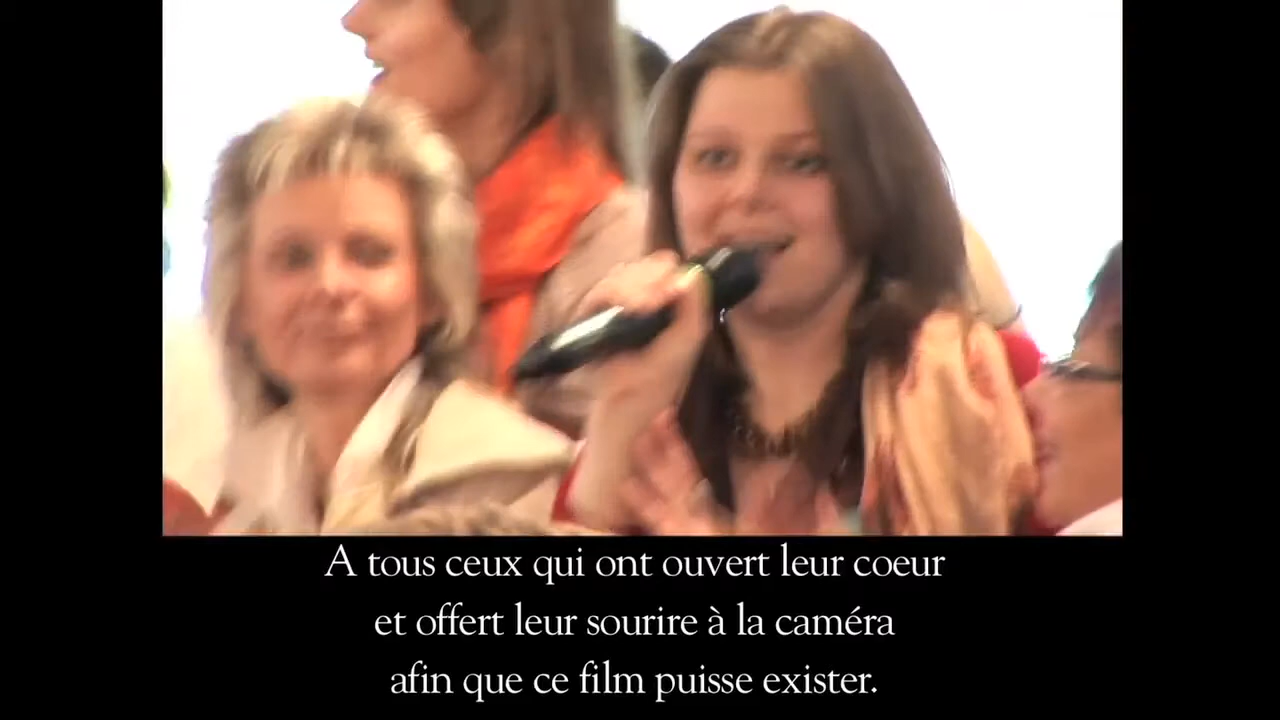 A tous ceux qui ont ouvert leur coeur
et offert leur sourire à la caméra
afin que ce film puisse exister.